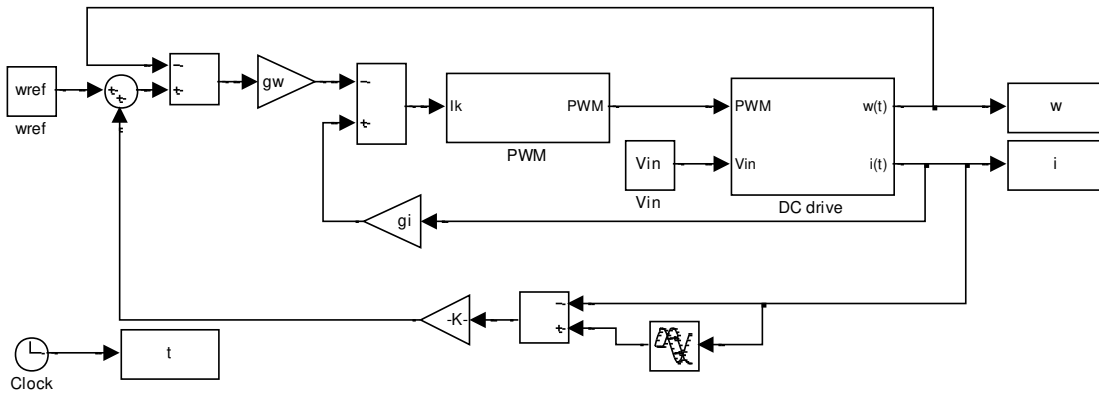 wref
wref
gw
Ik
PWM
PWM
PWM
Vin
w(t)
i(t)
DC drive
Vin
Vin
w
i
gi
-K-
t
Clock